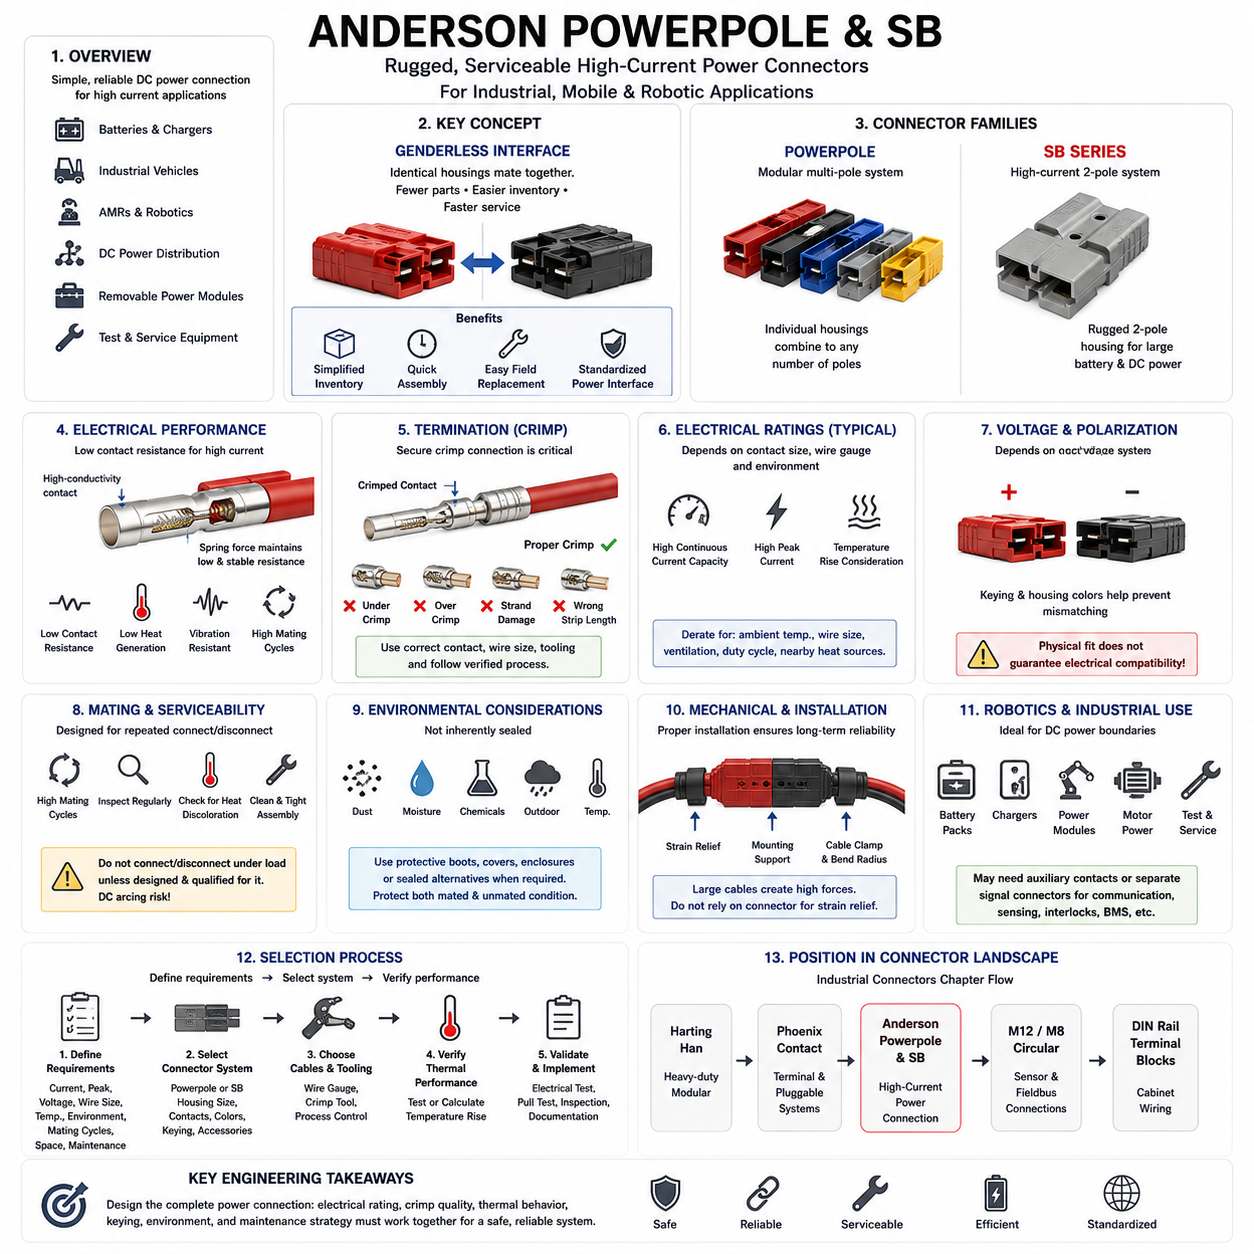 ANDERSON POWERPOLE & SB
Rugged, Serviceable High-Current Power Connectors
For Industrial, Mobile & Robotic Applications
1. OVERVIEW
Simple, reliable DC power connection
for high current applications
Batteries & Chargers
Industrial Vehicles
AMRs & Robotics
DC Power Distribution
Removable Power Modules
Test & Service Equipment
2. KEY CONCEPT
GENDERLESS INTERFACE
Identical housings mate together.
Fewer parts • Easier inventory •
Faster service
Benefits
Simplified
Inventory
Quick
Assembly
Easy Field
Replacement
Standardized
Power Interface
3. CONNECTOR FAMILIES
POWERPOLE
Modular multi-pole system
Individual housings
combine to any
number of poles
SB SERIES
High-current 2-pole system
Rugged 2-pole
housing for large
battery & DC power
4. ELECTRICAL PERFORMANCE
Low contact resistance for high current
High-conductivity
contact
Spring force maintains
low & stable resistance
Low Contact
Resistance
Low Heat
Generation
Vibration
Resistant
High Mating
Cycles
5. TERMINATION (CRIMP)
Secure crimp connection is critical
Crimped Contact
Proper Crimp
Under
Crimp
Over
Crimp
Strand
Damage
Wrong
Strip Length
Use correct contact, wire size, tooling
and follow verified process.
6. ELECTRICAL RATINGS (TYPICAL)
Depends on contact size, wire gauge
and environment
High Continuous
Current Capacity
High Peak
Current
Temperature
Rise Consideration
Derate for: ambient temp., wire size,
ventilation, duty cycle, nearby heat sources.
7. VOLTAGE & POLARIZATION
Depends on system
+
−
Keying & housing colors help prevent
mismatching
Physical fit does not
guarantee electrical compatibility!
8. MATING & SERVICEABILITY
Designed for repeated connect/disconnect
High Mating
Cycles
Inspect Regularly
Check for Heat
Discoloration
Clean & Tight
Assembly
Do not connect/disconnect under load
unless designed & qualified for it.
DC arcing risk!
9. ENVIRONMENTAL CONSIDERATIONS
Not inherently sealed
Dust
Moisture
Chemicals
Outdoor
Temp.
Use protective boots, covers, enclosures
or sealed alternatives when required.
Protect both mated & unmated condition.
10. MECHANICAL & INSTALLATION
Proper installation ensures long-term reliability
Strain Relief
Mounting
Support
Cable Clamp
& Bend Radius
Large cables create high forces.
Do not rely on connector for strain relief.
11. ROBOTICS & INDUSTRIAL USE
Ideal for DC power boundaries
Battery
Packs
Chargers
Power
Modules
Motor
Power
Test &
Service
May need auxiliary contacts or separate
signal connectors for communication,
sensing, interlocks, BMS, etc.
12. SELECTION PROCESS
Define requirements → Select system → Verify performance
1. Define
Requirements
Current, Peak,
Voltage, Wire Size,
Temp., Environment,
Mating Cycles,
Space, Maintenance
2. Select
Connector System
Powerpole or SB
Housing Size,
Contacts, Colors,
Keying, Accessories
3. Choose
Cables & Tooling
Wire Gauge,
Crimp Tool,
Process Control
4. Verify
Thermal
Performance
Test or Calculate
Temperature Rise
5. Validate
& Implement
Electrical Test,
Pull Test, Inspection,
Documentation
13. POSITION IN CONNECTOR LANDSCAPE
Industrial Connectors Chapter Flow
Harting
Han
Heavy-duty
Modular
Phoenix
Contact
Terminal &
Pluggable
Systems
Anderson
Powerpole
& SB
High-Current
Power
Connection
M12 / M8
Circular
Sensor &
Fieldbus
Connections
DIN Rail
Terminal
Blocks
Cabinet
Wiring
KEY ENGINEERING TAKEAWAYS
Design the complete power connection: electrical rating, crimp quality, thermal behavior,
keying, environment, and maintenance strategy must work together for a safe, reliable system.
Safe
Reliable
Serviceable
Efficient
Standardized